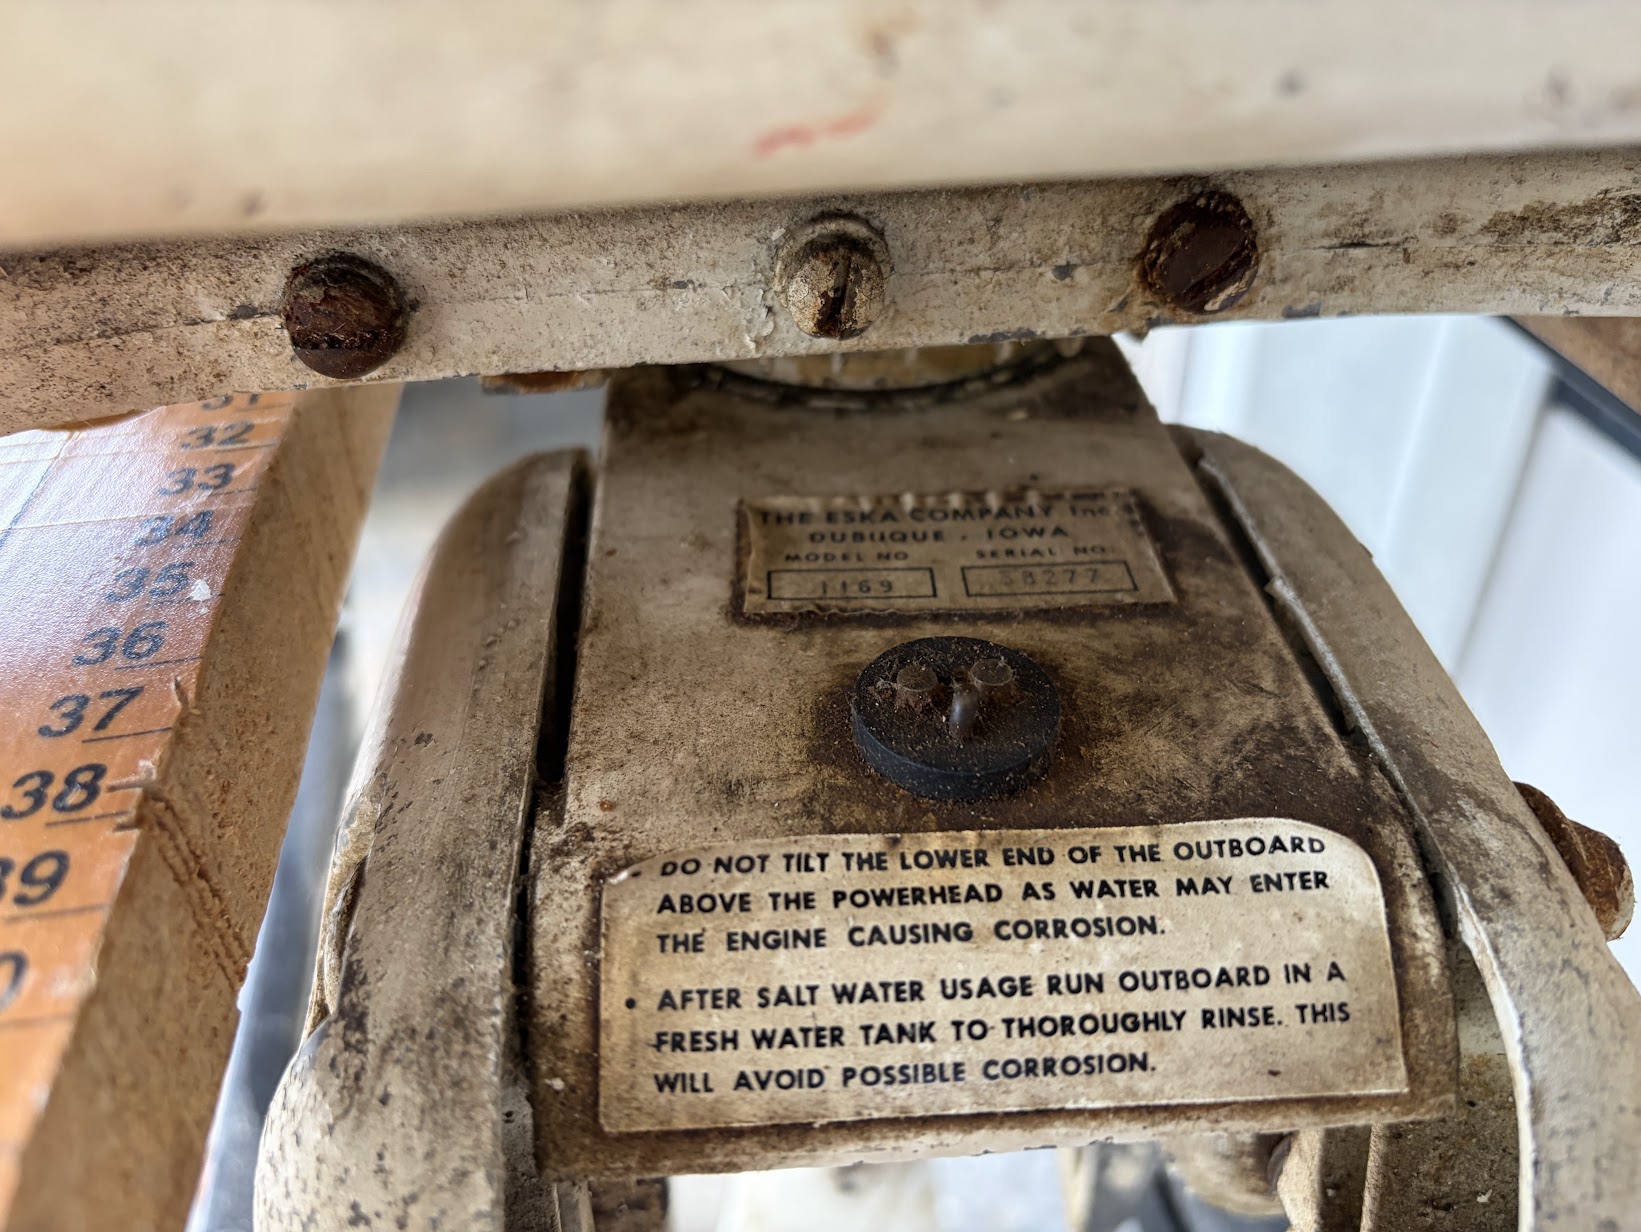 32
33
34
35
36
37
38
39
THE ESKA COMPANY Inc.
DUBUQUE, IOWA
MODEL NO SERIAL NO.
1169 38277
DO NOT TILT THE LOWER END OF THE OUTBOARD
ABOVE THE POWERHEAD AS WATER MAY ENTER
THE ENGINE CAUSING CORROSION.
• AFTER SALT WATER USAGE RUN OUTBOARD IN A
FRESH WATER TANK TO THOROUGHLY RINSE. THIS
WILL AVOID POSSIBLE CORROSION.